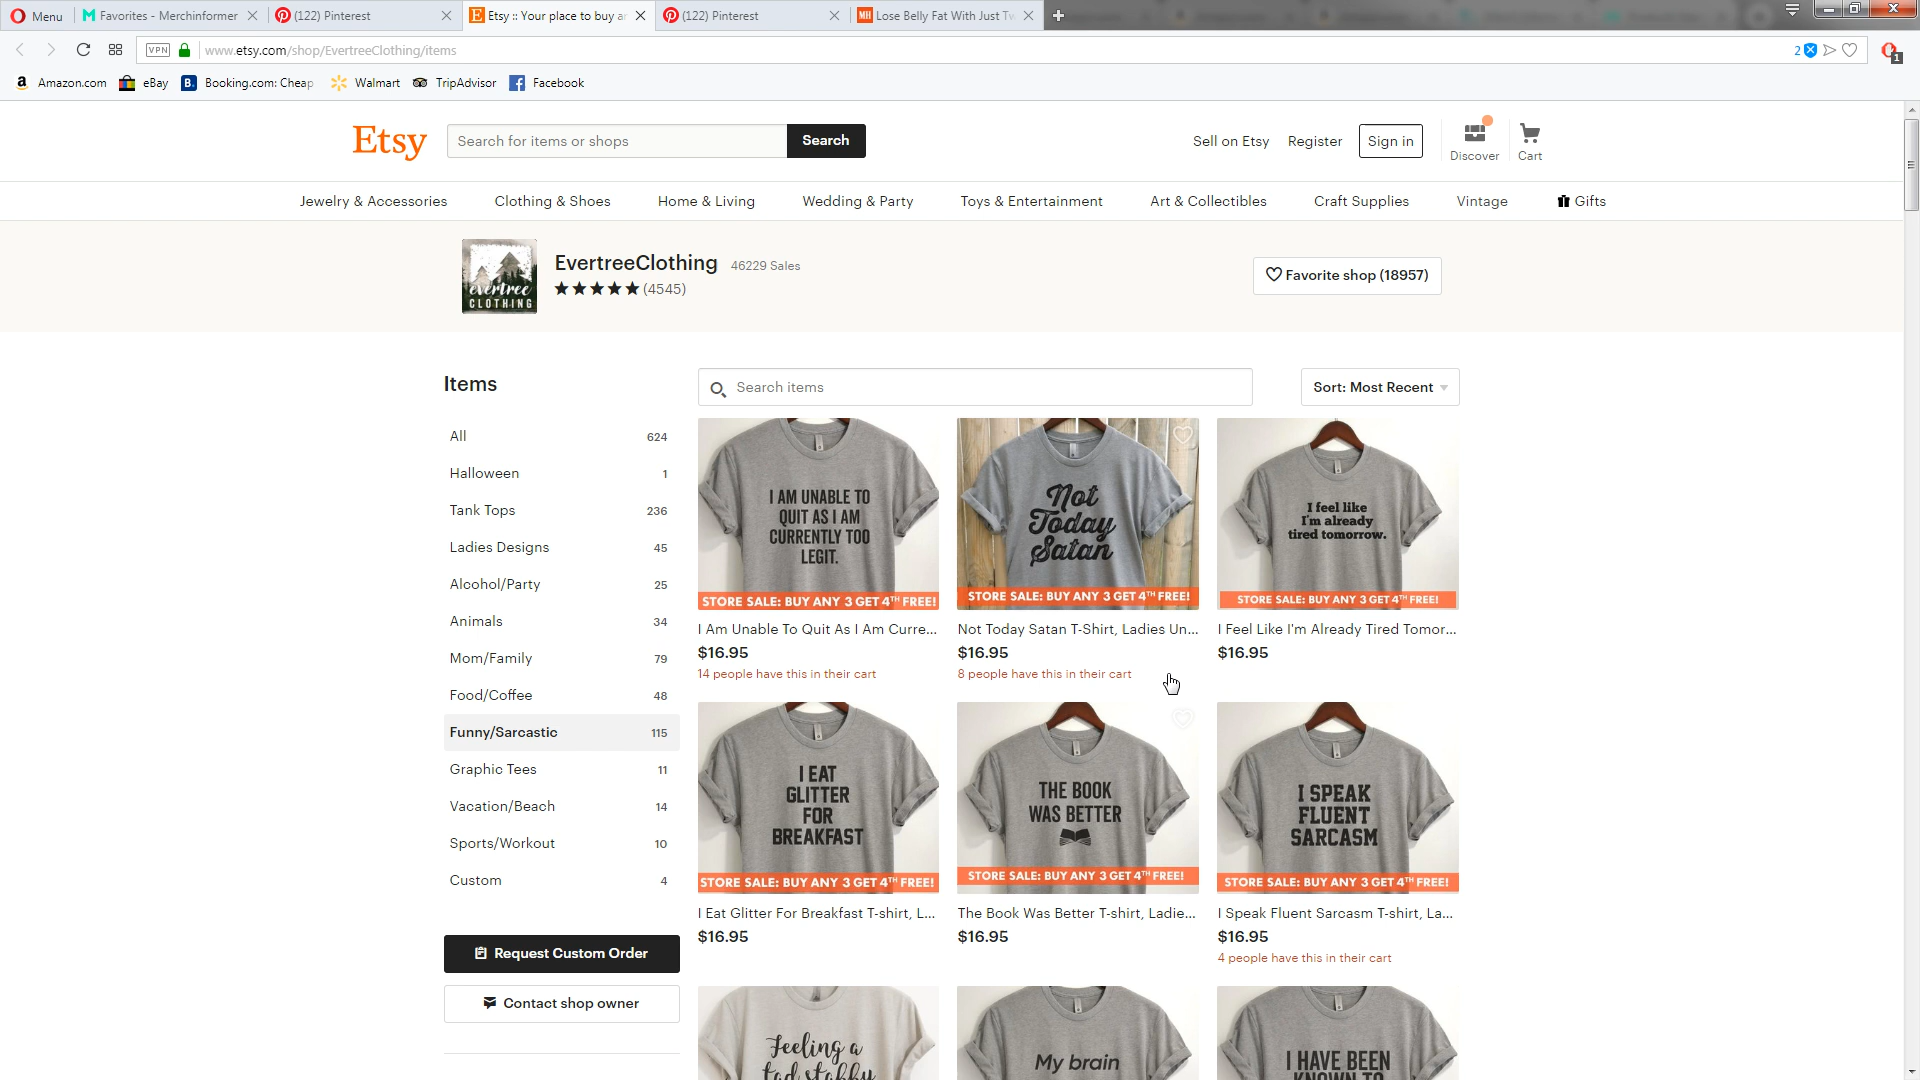 Menu
Favorites - Merchinformer
(122) Pinterest
Etsy :: Your place to buy ar
(122) Pinterest
MH Lose Belly Fat With Just Tw
VPN
www.etsy.com/shop/EvertreeClothing/items
2
1
Amazon.com
eBay
Booking.com: Cheap
Walmart
TripAdvisor
Facebook
Etsy
Search for items or shops
Search
Sell on Etsy
Register
Sign in
Discover
Cart
Jewelry & Accessories
Clothing & Shoes
Home & Living
Wedding & Party
Toys & Entertainment
Art & Collectibles
Craft Supplies
Vintage
Gifts
evertree
CLOTHING
EvertreeClothing 46229 Sales
(4545)
Favorite shop (18957)
Items
Search items
Sort: Most Recent
All 624
Halloween 1
Tank Tops 236
Ladies Designs 45
Alcohol/Party 25
Animals 34
Mom/Family 79
Food/Coffee 48
Funny/Sarcastic 115
Graphic Tees 11
Vacation/Beach 14
Sports/Workout 10
Custom 4
Request Custom Order
Contact shop owner
I AM UNABLE TO
QUIT AS I AM
CURRENTLY TOO
LEGIT.
STORE SALE: BUY ANY 3 GET 4TH FREE!
I Am Unable To Quit As I Am Curre...
$16.95
14 people have this in their cart
Not
Today
Satan
STORE SALE: BUY ANY 3 GET 4TH FREE!
Not Today Satan T-Shirt, Ladies Un...
$16.95
8 people have this in their cart
I feel like
I'm already
tired tomorrow.
STORE SALE: BUY ANY 3 GET 4TH FREE!
I Feel Like I'm Already Tired Tomor...
$16.95
I EAT
GLITTER
FOR
BREAKFAST
STORE SALE: BUY ANY 3 GET 4TH FREE!
I Eat Glitter For Breakfast T-shirt, L...
$16.95
THE BOOK
WAS BETTER
STORE SALE: BUY ANY 3 GET 4TH FREE!
The Book Was Better T-shirt, Ladie...
$16.95
I SPEAK
FLUENT
SARCASM
STORE SALE: BUY ANY 3 GET 4TH FREE!
I Speak Fluent Sarcasm T-shirt, La...
$16.95
4 people have this in their cart
Feeling a
tad stabby
My brain
I HAVE BEEN
KNOWN TO